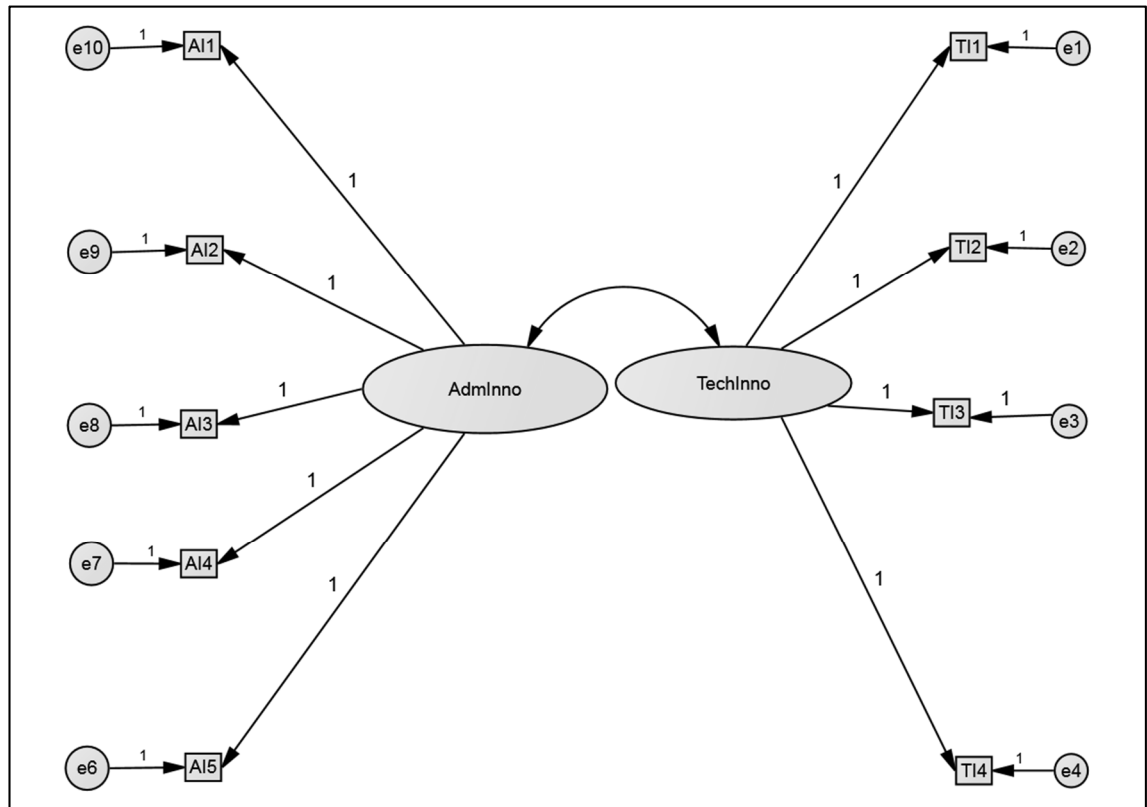 e10 1 AI1
TI1 1 e1
1
1
e9 1 AI2
TI2 1 e2
1
1
AdmInno
TechInno
e8 1 AI3
1
1
TI3 1 e3
1
e7 1 AI4
1
1
e6 1 AI5
TI4 1 e4